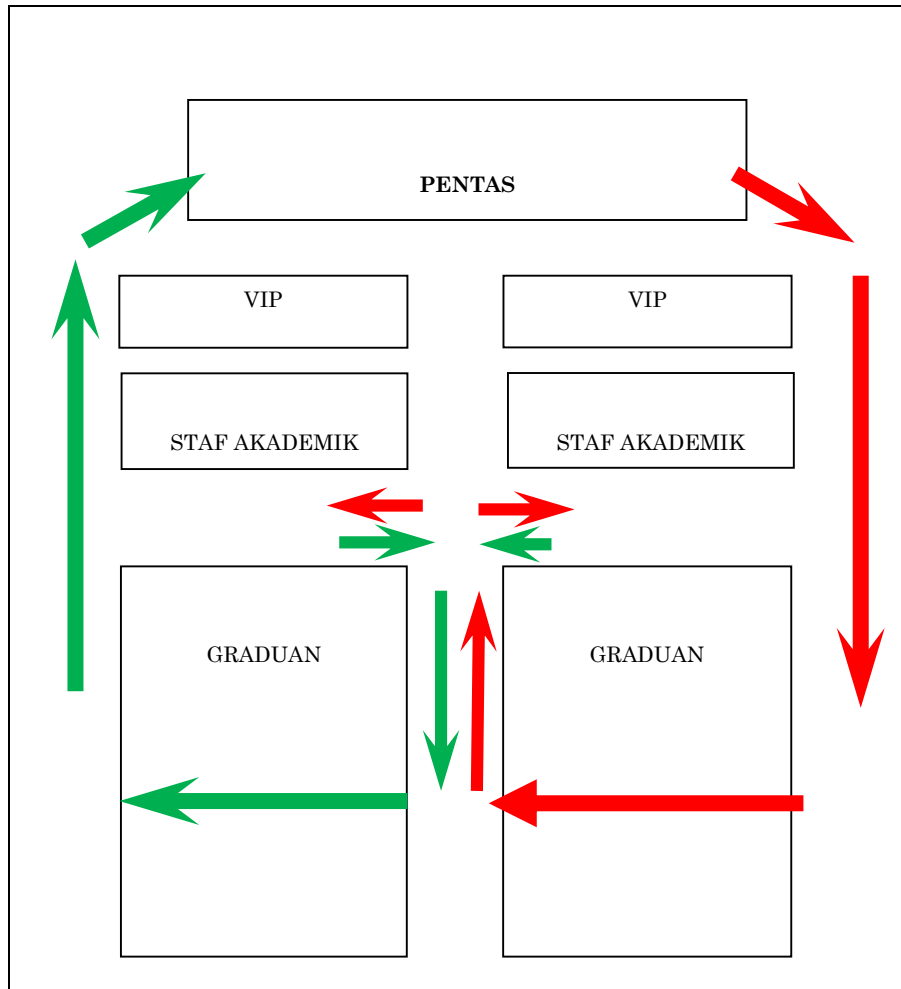 PENTAS
VIP
VIP
STAF AKADEMIK
STAF AKADEMIK
GRADUAN
GRADUAN